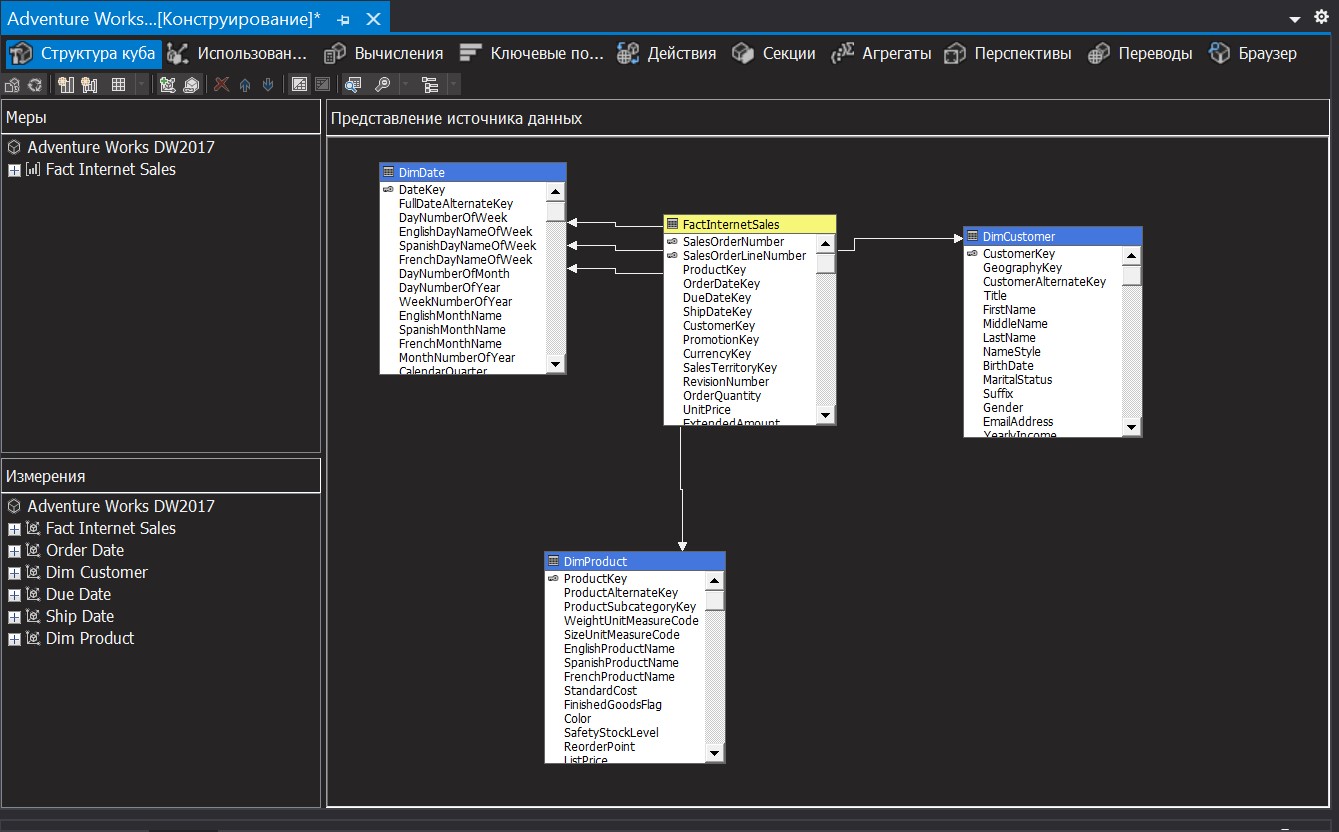 Adventure Works...[Конструирование]*
Структура куба
Использован...
Вычисления
Ключевые по...
Действия
Секции
Агрегаты
Перспективы
Переводы
Браузер
Меры
Adventure Works DW2017
Fact Internet Sales
Измерения
Adventure Works DW2017
Fact Internet Sales
Order Date
Dim Customer
Due Date
Ship Date
Dim Product
Представление источника данных
DimDate
DateKey
FullDateAlternateKey
DayNumberOfWeek
EnglishDayNameOfWeek
SpanishDayNameOfWeek
FrenchDayNameOfWeek
DayNumberOfMonth
DayNumberOfYear
WeekNumberOfYear
EnglishMonthName
SpanishMonthName
FrenchMonthName
MonthNumberOfYear
CalendarQuarter
FactInternetSales
SalesOrderNumber
SalesOrderLineNumber
ProductKey
OrderDateKey
DueDateKey
ShipDateKey
CustomerKey
PromotionKey
CurrencyKey
SalesTerritoryKey
RevisionNumber
OrderQuantity
UnitPrice
ExtendedAmount
DimCustomer
CustomerKey
GeographyKey
CustomerAlternateKey
Title
FirstName
MiddleName
LastName
NameStyle
BirthDate
MaritalStatus
Suffix
Gender
EmailAddress
YearlyIncome
DimProduct
ProductKey
ProductAlternateKey
ProductSubcategoryKey
WeightUnitMeasureCode
SizeUnitMeasureCode
EnglishProductName
SpanishProductName
FrenchProductName
StandardCost
FinishedGoodsFlag
Color
SafetyStockLevel
ReorderPoint
ListPrice